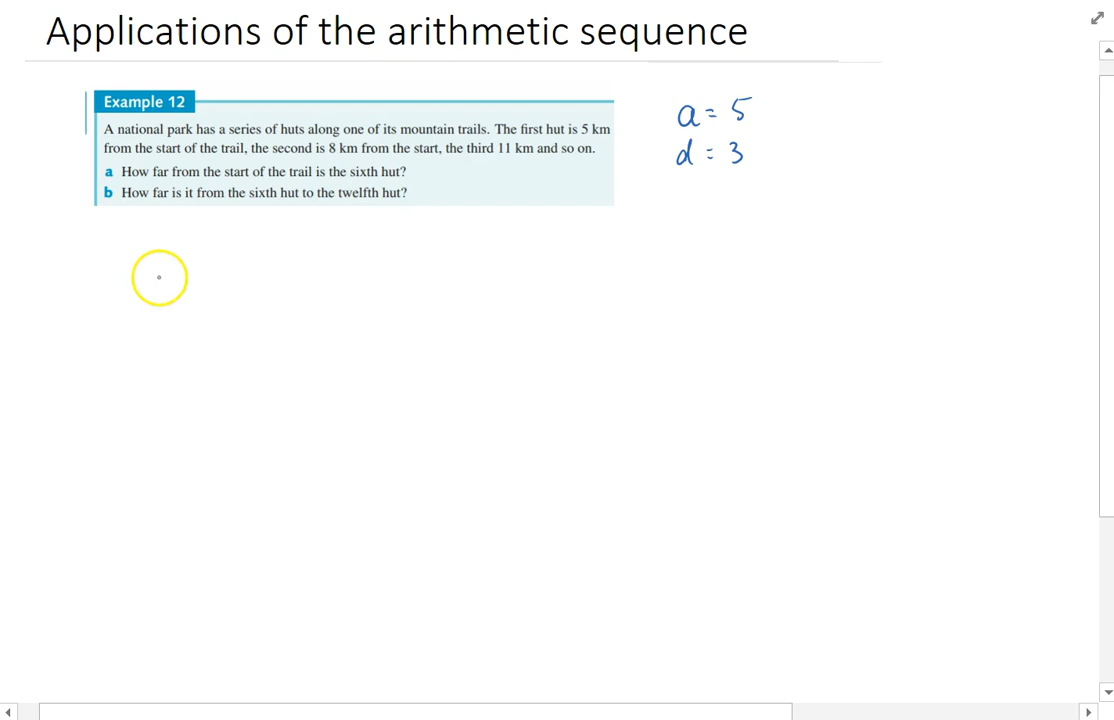 Applications of the arithmetic sequence
Example 12
A national park has a series of huts along one of its mountain trails. The first hut is 5 km
from the start of the trail, the second is 8 km from the start, the third 11 km and so on.
a How far from the start of the trail is the sixth hut?
b How far is it from the sixth hut to the twelfth hut?
a = 5
d = 3